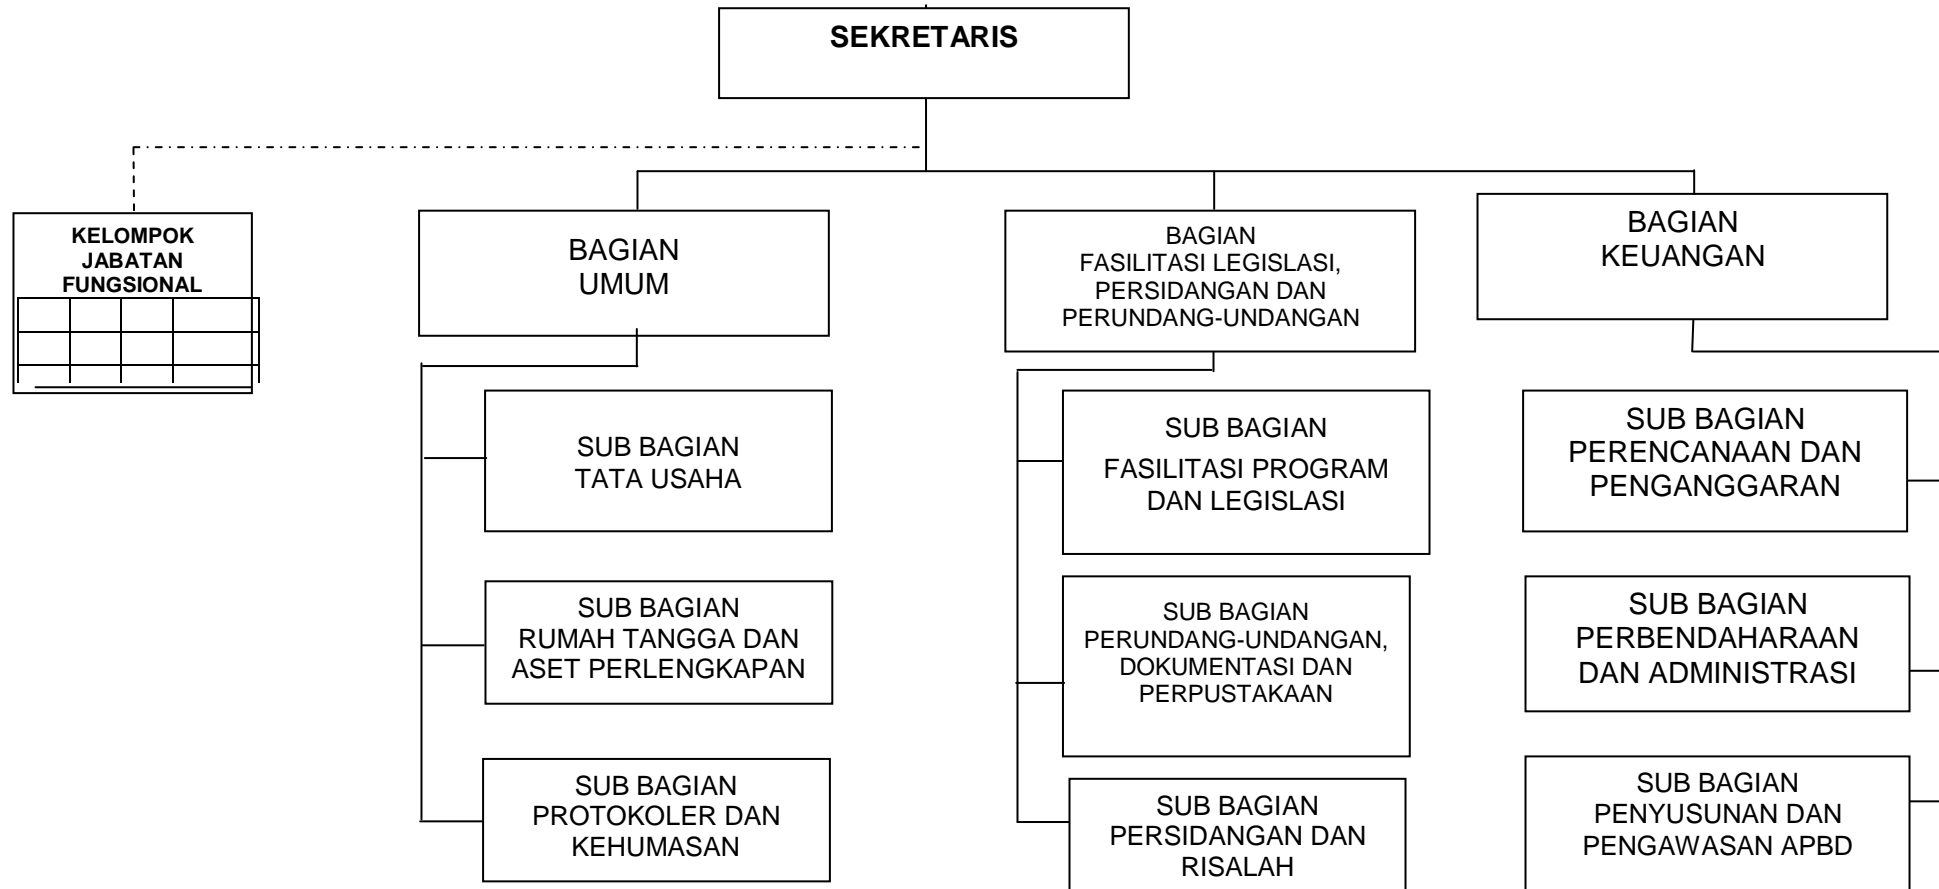 SEKRETARIS
KELOMPOK
JABATAN
FUNGSIONAL
BAGIAN
UMUM
BAGIAN
FASILITASI LEGISLASI,
PERSIDANGAN DAN
PERUNDANG-UNDANGAN
BAGIAN
KEUANGAN
SUB BAGIAN
TATA USAHA
SUB BAGIAN
FASILITASI PROGRAM
DAN LEGISLASI
SUB BAGIAN
PERENCANAAN DAN
PENGANGGARAN
SUB BAGIAN
RUMAH TANGGA DAN
ASET PERLENGKAPAN
SUB BAGIAN
PERUNDANG-UNDANGAN,
DOKUMENTASI DAN
PERPUSTAKAAN
SUB BAGIAN
PERBENDAHARAAN
DAN ADMINISTRASI
SUB BAGIAN
PROTOKOLER DAN
KEHUMASAN
SUB BAGIAN
PERSIDANGAN DAN
RISALAH
SUB BAGIAN
PENYUSUNAN DAN
PENGAWASAN APBD